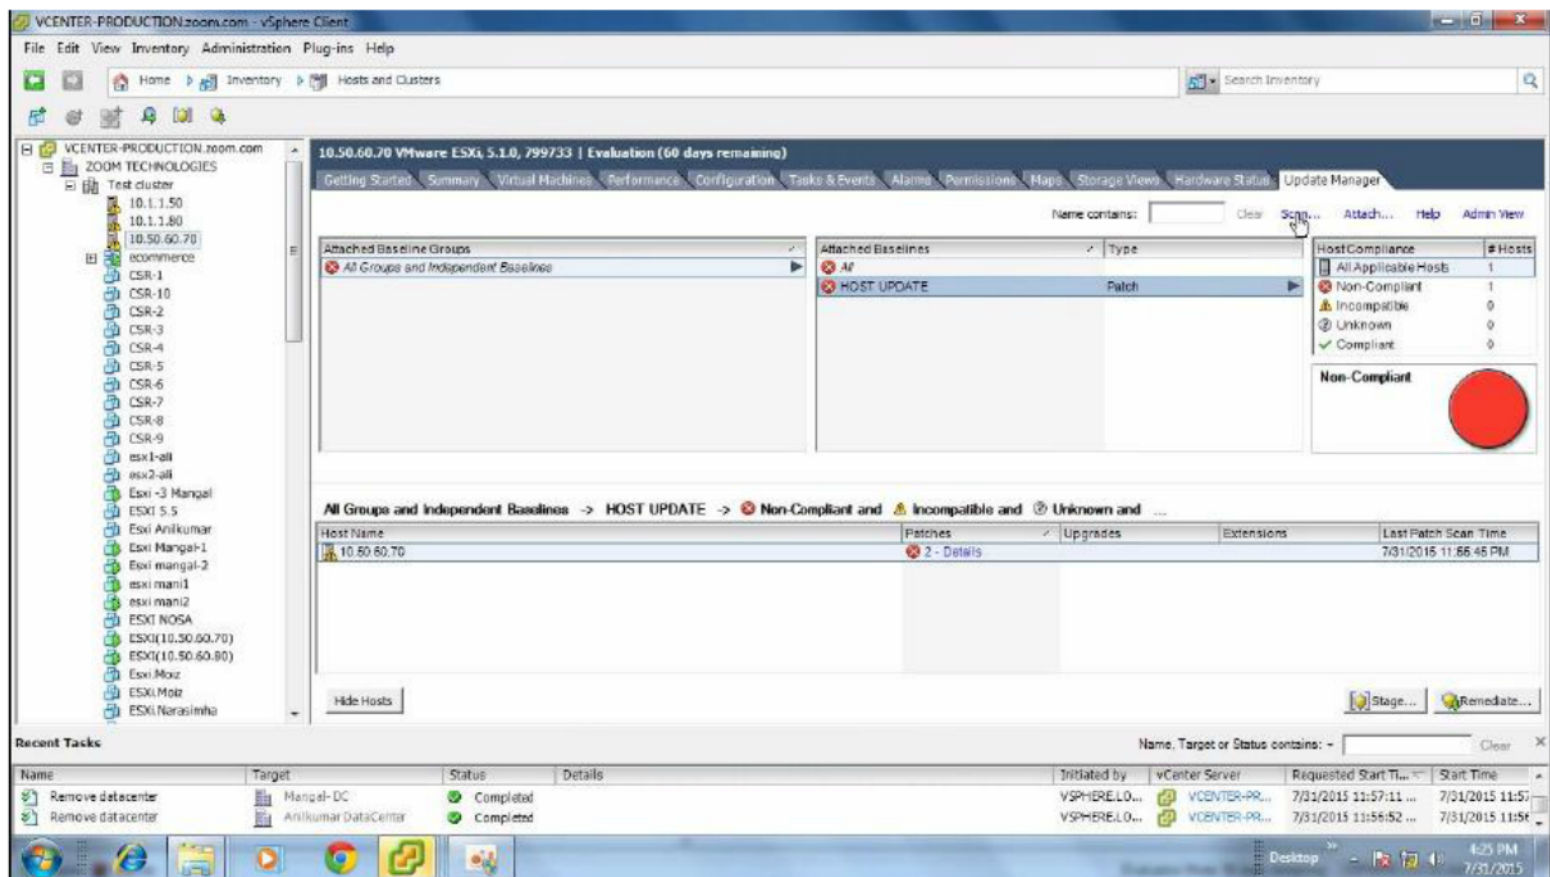 VCENTER-PRODUCTION.zoom.com - vSphere Client
File Edit View Inventory Administration Plug-ins Help
Home Inventory Hosts and Clusters
Search Inventory
VCENTER-PRODUCTION.zoom.com
ZOOM TECHNOLOGIES
Test cluster
10.1.1.50
10.1.1.80
10.50.60.70
ecommerce
CSR-1
CSR-10
CSR-2
CSR-3
CSR-4
CSR-5
CSR-6
CSR-7
CSR-8
CSR-9
esx1-ali
esx2-ali
Esxi -3 Mangal
ESXI 5.5
Esxi Anilkumar
Esxi Mangal-1
Esxi mangal-2
esxi mani1
esxi mani2
ESXI NOSA
ESXI(10.50.60.70)
ESXI(10.50.60.80)
Esxi.Moiz
ESXi.Moiz
ESXi.Narasimha
10.50.60.70 VMware ESXi, 5.1.0, 799733 | Evaluation (60 days remaining)
Getting Started Summary Virtual Machines Performance Configuration Tasks & Events Alarms Permissions Maps Storage Views Hardware Status Update Manager
Name contains: Clear Scan... Attach... Help Admin View
Attached Baseline Groups
All Groups and Independent Baselines
Attached Baselines Type
All
HOST UPDATE Patch
Host Compliance # Hosts
All Applicable Hosts 1
Non-Compliant 1
Incompatible 0
Unknown 0
Compliant 0
Non-Compliant
All Groups and Independent Baselines -> HOST UPDATE -> Non-Compliant and Incompatible and Unknown and ...
Host Name Patches Upgrades Extensions Last Patch Scan Time
10.50.60.70 2 - Details 7/31/2015 11:55:45 PM
Hide Hosts Stage... Remediate...
Recent Tasks Name, Target or Status contains: Clear
Name Target Status Details Initiated by vCenter Server Requested Start Ti... Start Time
Remove datacenter Mangal-DC Completed VSPHERE.LO... VCENTER-PR... 7/31/2015 11:57:11 ... 7/31/2015 11:57
Remove datacenter Anilkumar DataCenter Completed VSPHERE.LO... VCENTER-PR... 7/31/2015 11:56:52 ... 7/31/2015 11:56
Desktop
4:25 PM
7/31/2015